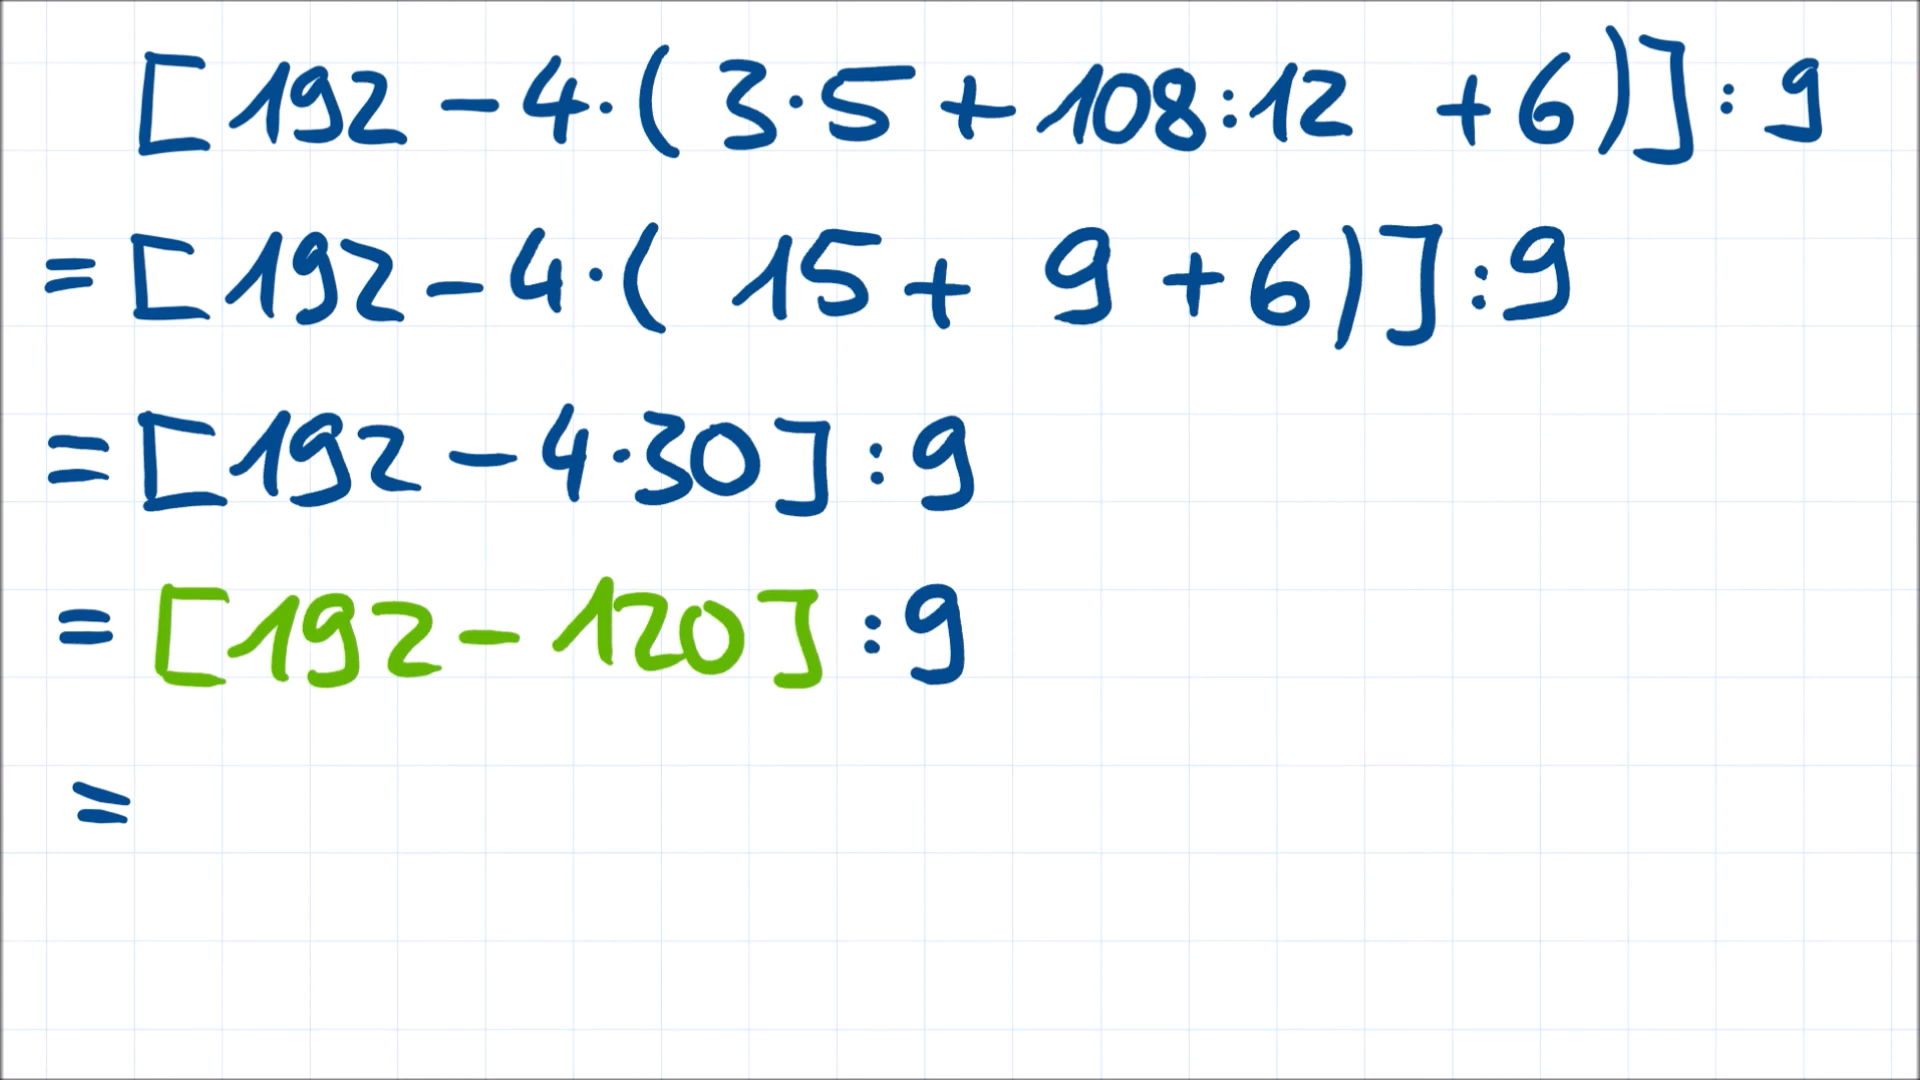 [192 - 4 · ( 3 · 5 + 108 : 12 + 6 ) ] : 9
= [192 - 4 · ( 15 + 9 + 6 ) ] : 9
= [192 - 4 · 30 ] : 9
= [192 - 120 ] : 9
=